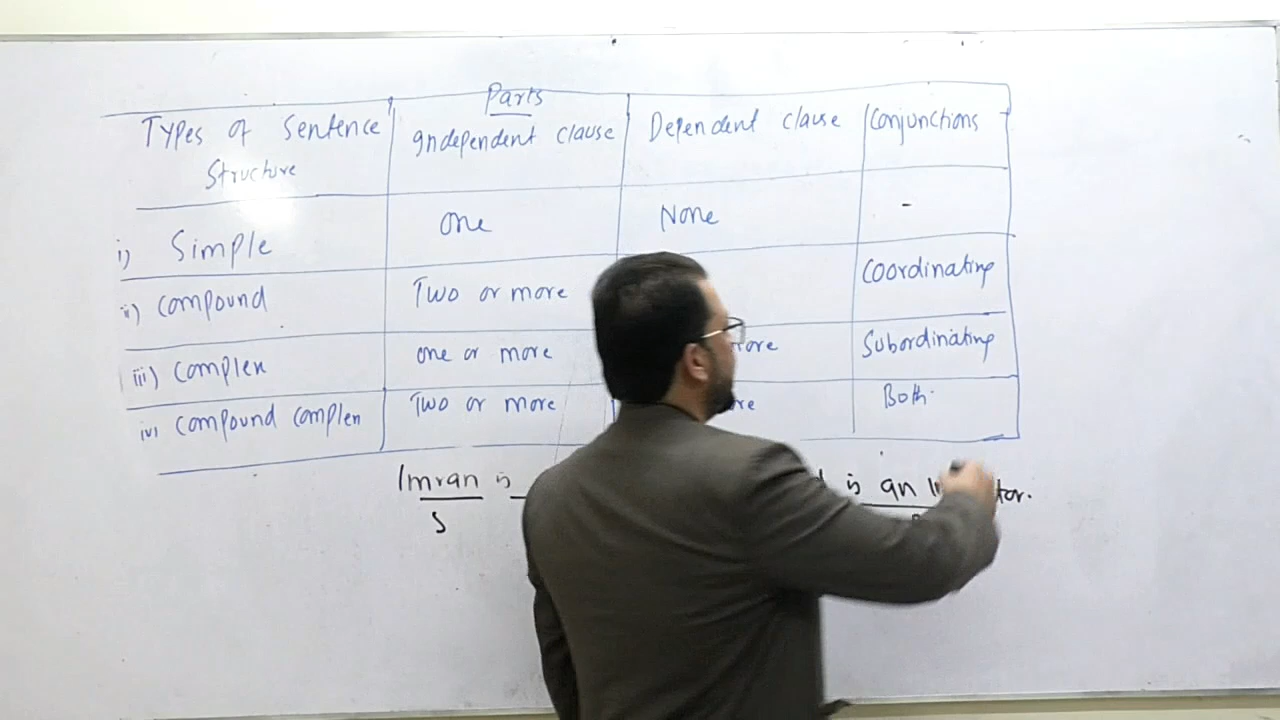 Parts
Types of Sentence Structure
Independent clause
Dependent clause
Conjunctions
i) Simple
one
None
-
ii) Compound
Two or more
Coordinating
iii) Complex
one or more
more
Subordinating
iv) Compound complex
Two or more
Both.
Imran is
is an
S